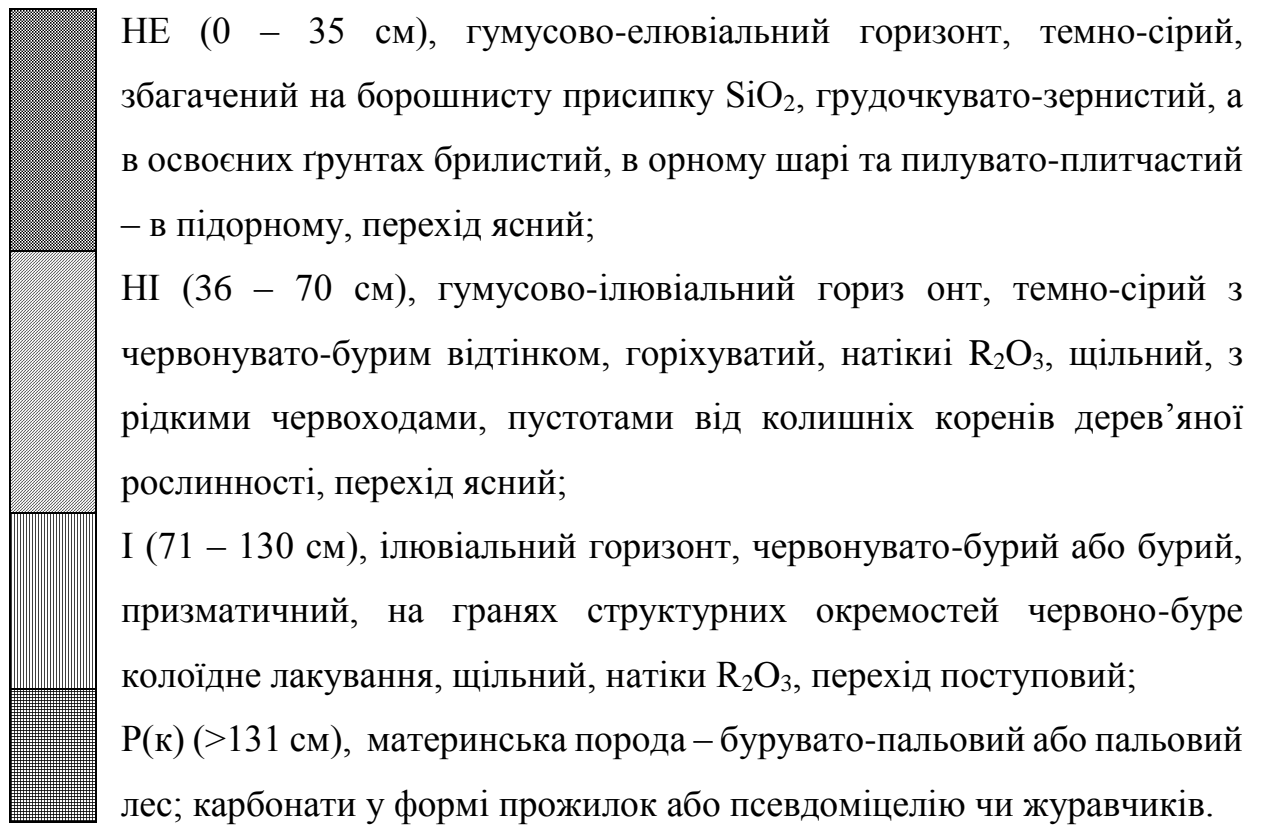 НЕ (0 – 35 см), гумусово-елювіальний горизонт, темно-сірий,
збагачений на борошнисту присипку SiO₂, грудочкувато-зернистий, а
в освоєних ґрунтах брилистий, в орному шарі та пилувато-плитчастий
– в підорному, перехід ясний;
НІ (36 – 70 см), гумусово-ілювіальний гориз онт, темно-сірий з
червонувато-бурим відтінком, горіхуватий, натікиі R₂O₃, щільний, з
рідкими червоходами, пустотами від колишніх коренів дерев’яної
рослинності, перехід ясний;
І (71 – 130 см), ілювіальний горизонт, червонувато-бурий або бурий,
призматичний, на гранях структурних окремостей червоно-буре
колоїдне лакування, щільний, натіки R₂O₃, перехід поступовий;
Р(к) (>131 см), материнська порода – бурувато-пальовий або пальовий
лес; карбонати у формі прожилок або псевдоміцелію чи журавчиків.